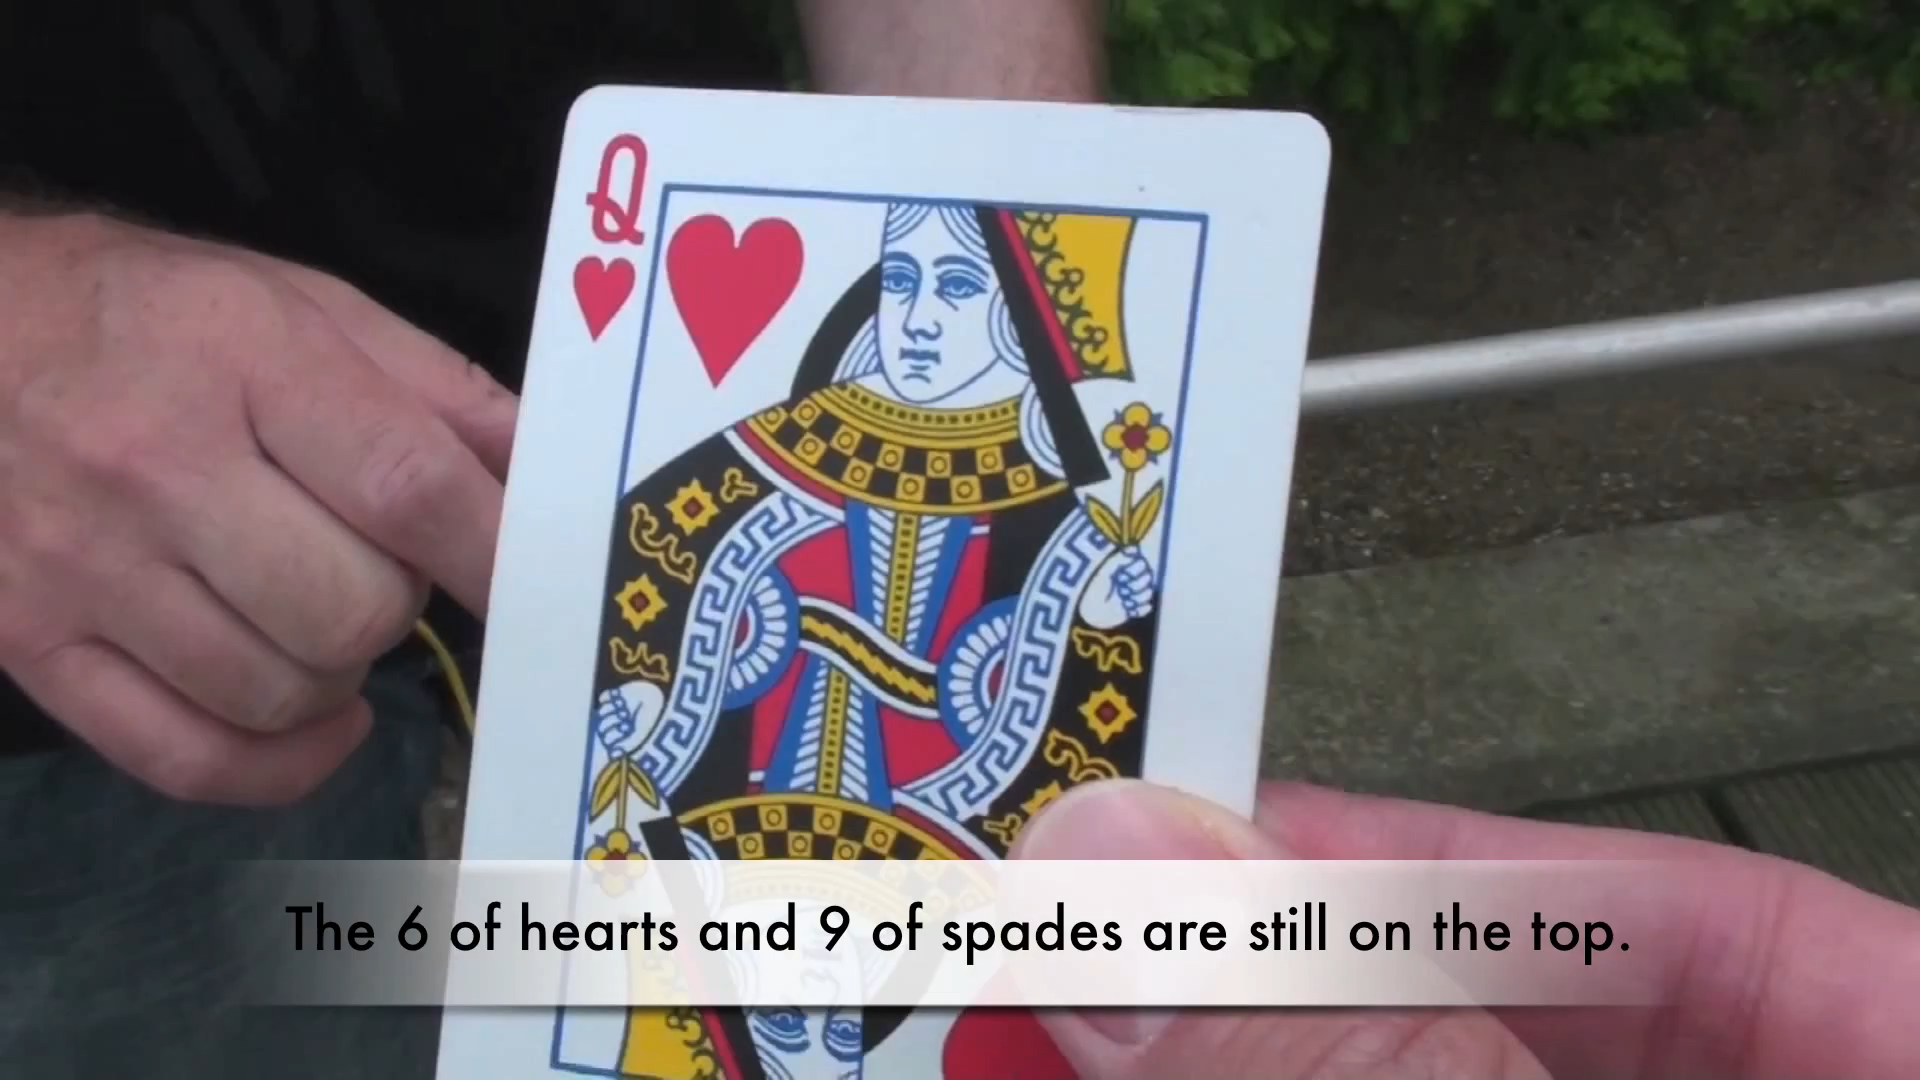 Q
The 6 of hearts and 9 of spades are still on the top.